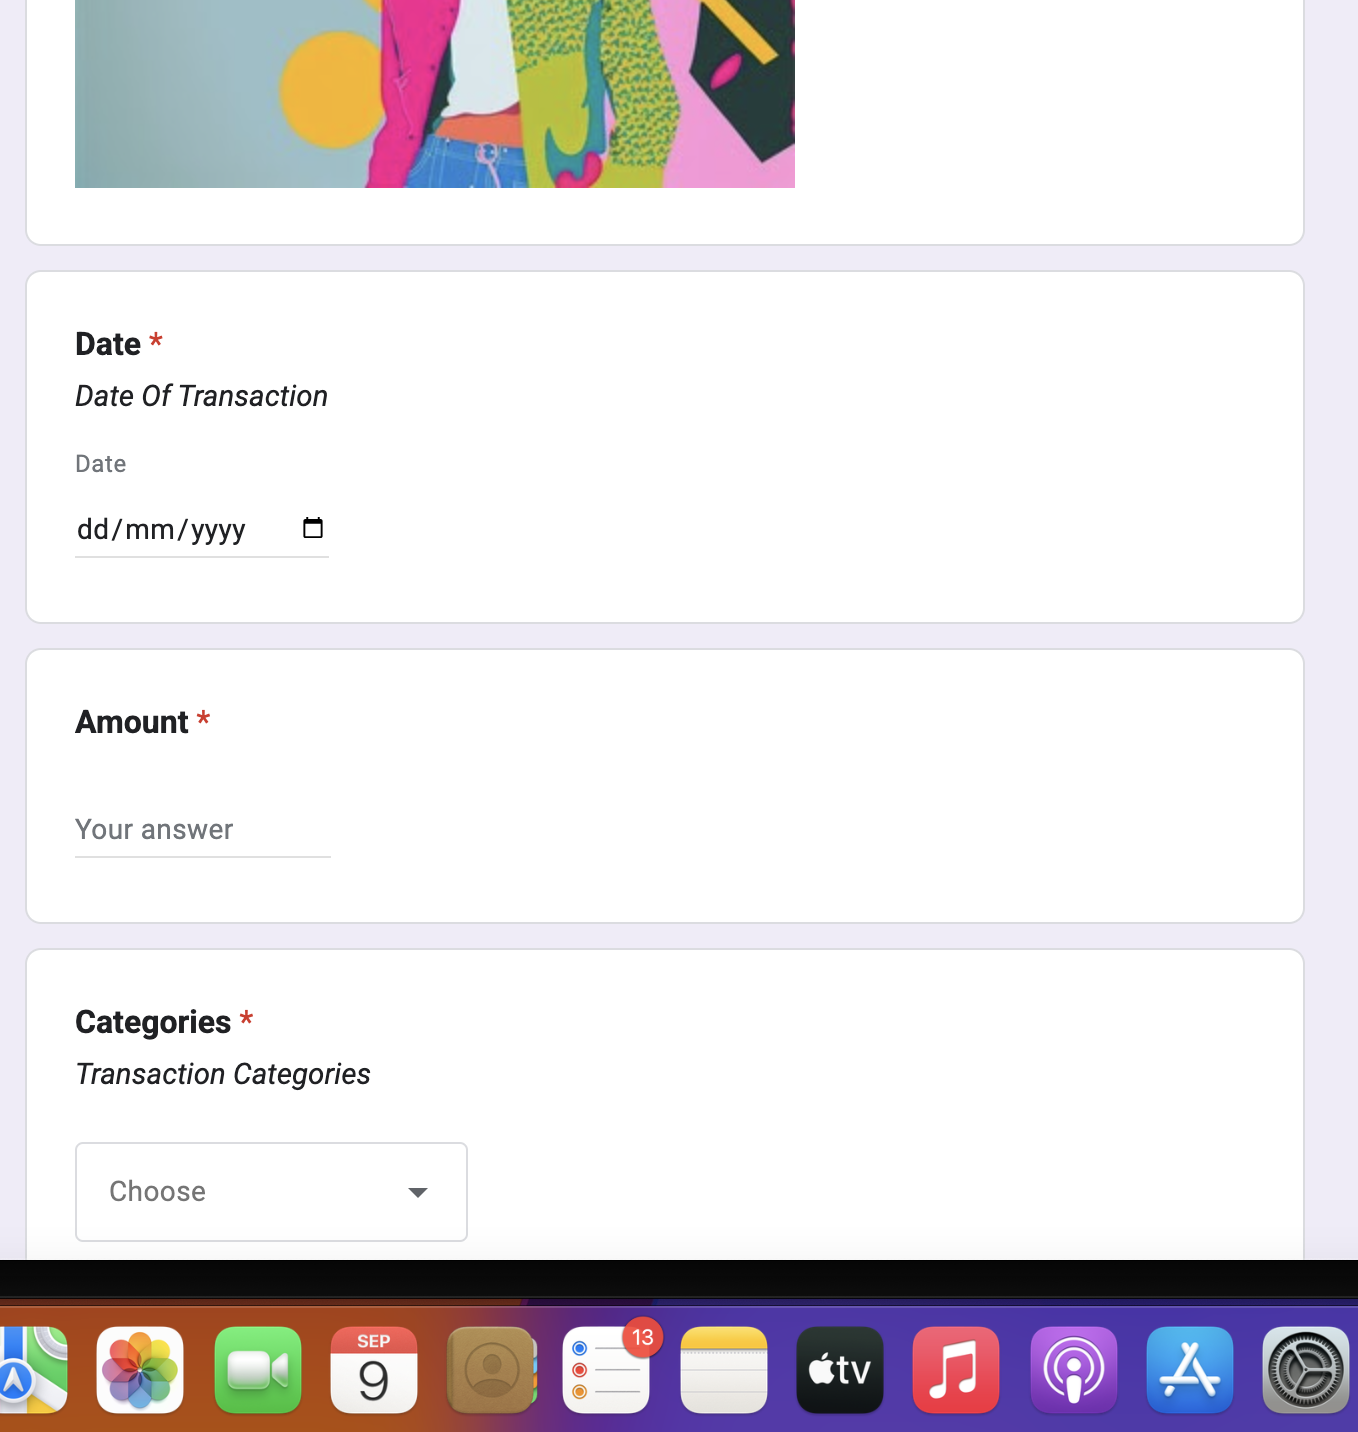 Date *
Date Of Transaction
Date
dd/mm/yyyy
Amount *
Your answer
Categories *
Transaction Categories
Choose
SEP
9
13
tv